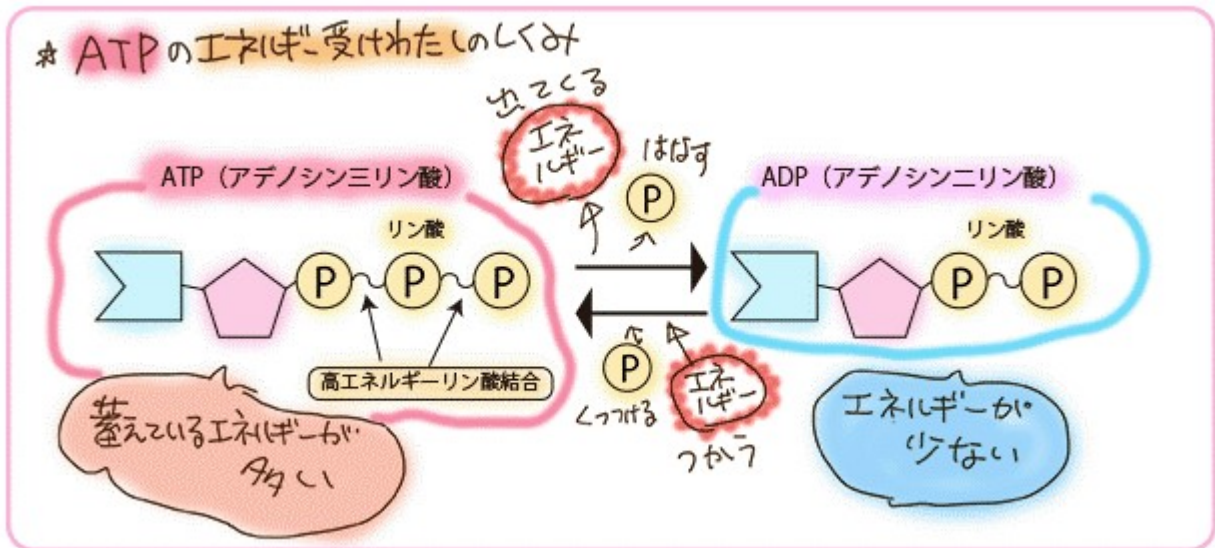 ☆ ATPのエネルギー受けわたしのしくみ
出てくる
エネ
ルギー
はなす
P
ATP（アデノシン三リン酸）
ADP（アデノシン二リン酸）
リン酸
リン酸
P P P
P P
高エネルギーリン酸結合
P
くっつける
エネ
ルギー
つかう
蓄えているエネルギーが
多い
エネルギーが
少ない